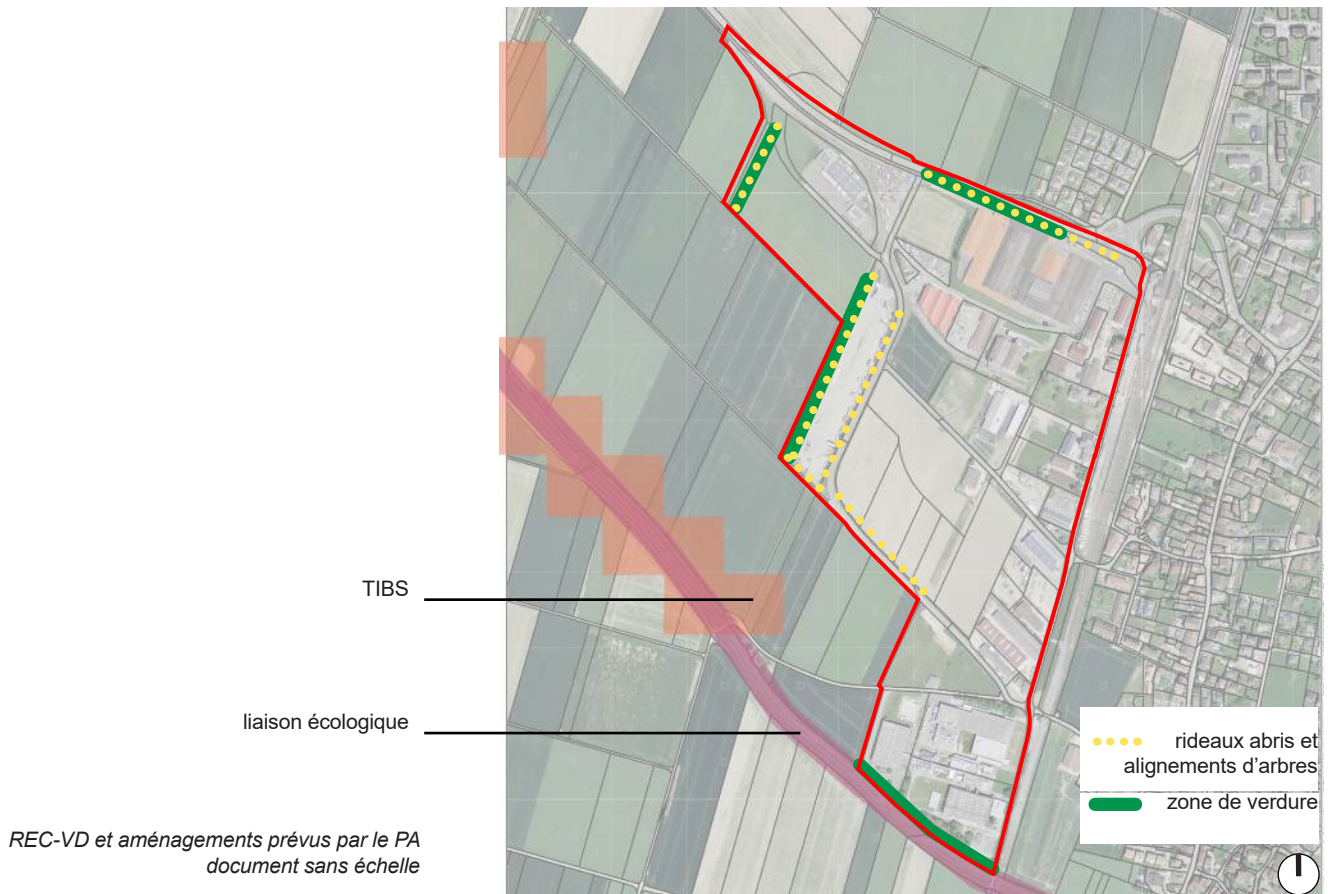 TIBS
liaison écologique
rideaux abris et
alignements d'arbres
zone de verdure
REC-VD et aménagements prévus par le PA
document sans échelle